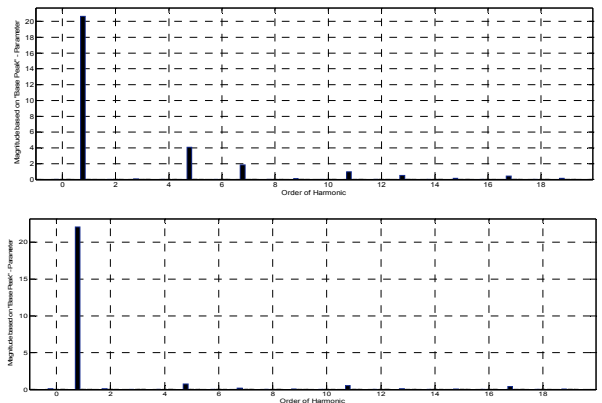 Magnitude based on "Base Peak" - Parameter
20
18
16
14
12
10
8
6
4
2
0
0 2 4 6 8 10 12 14 16 18
Order of Harmonic
Magnitude based on "Base Peak" - Parameter
20
15
10
5
0
0 2 4 6 8 10 12 14 16 18
Order of Harmonic